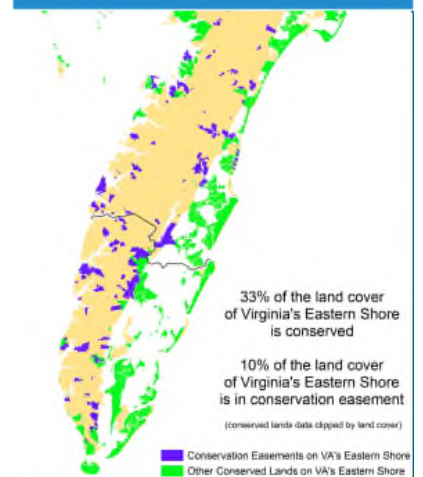 33% of the land cover
of Virginia's Eastern Shore
is conserved
10% of the land cover
of Virginia's Eastern Shore
is in conservation easement
(conserved lands data clipped by land cover)
Conservation Easements on VA's Eastern Shore
Other Conserved Lands on VA's Eastern Shore